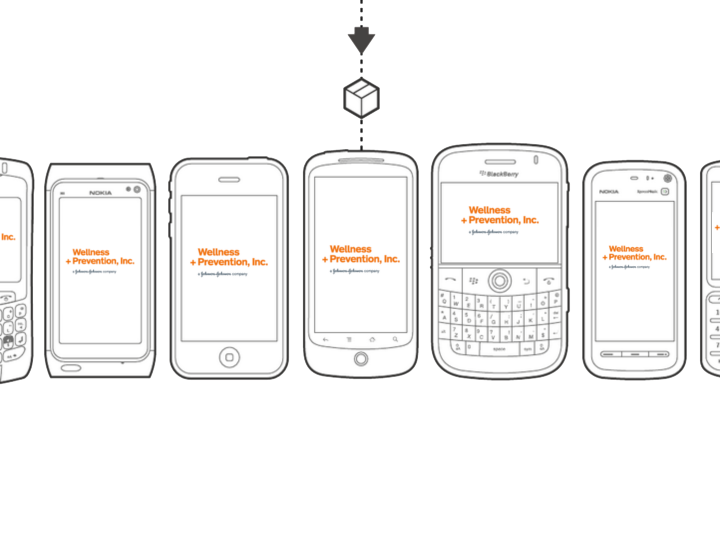 Inc.
NOKIA
Wellness
+ Prevention, Inc.
a Johnson & Johnson company
Wellness
+ Prevention, Inc.
a Johnson & Johnson company
Wellness
+ Prevention, Inc.
a Johnson & Johnson company
BlackBerry
Wellness
+ Prevention, Inc.
a Johnson & Johnson company
NOKIA
XpressMusic
Wellness
+ Prevention, Inc.
a Johnson & Johnson company